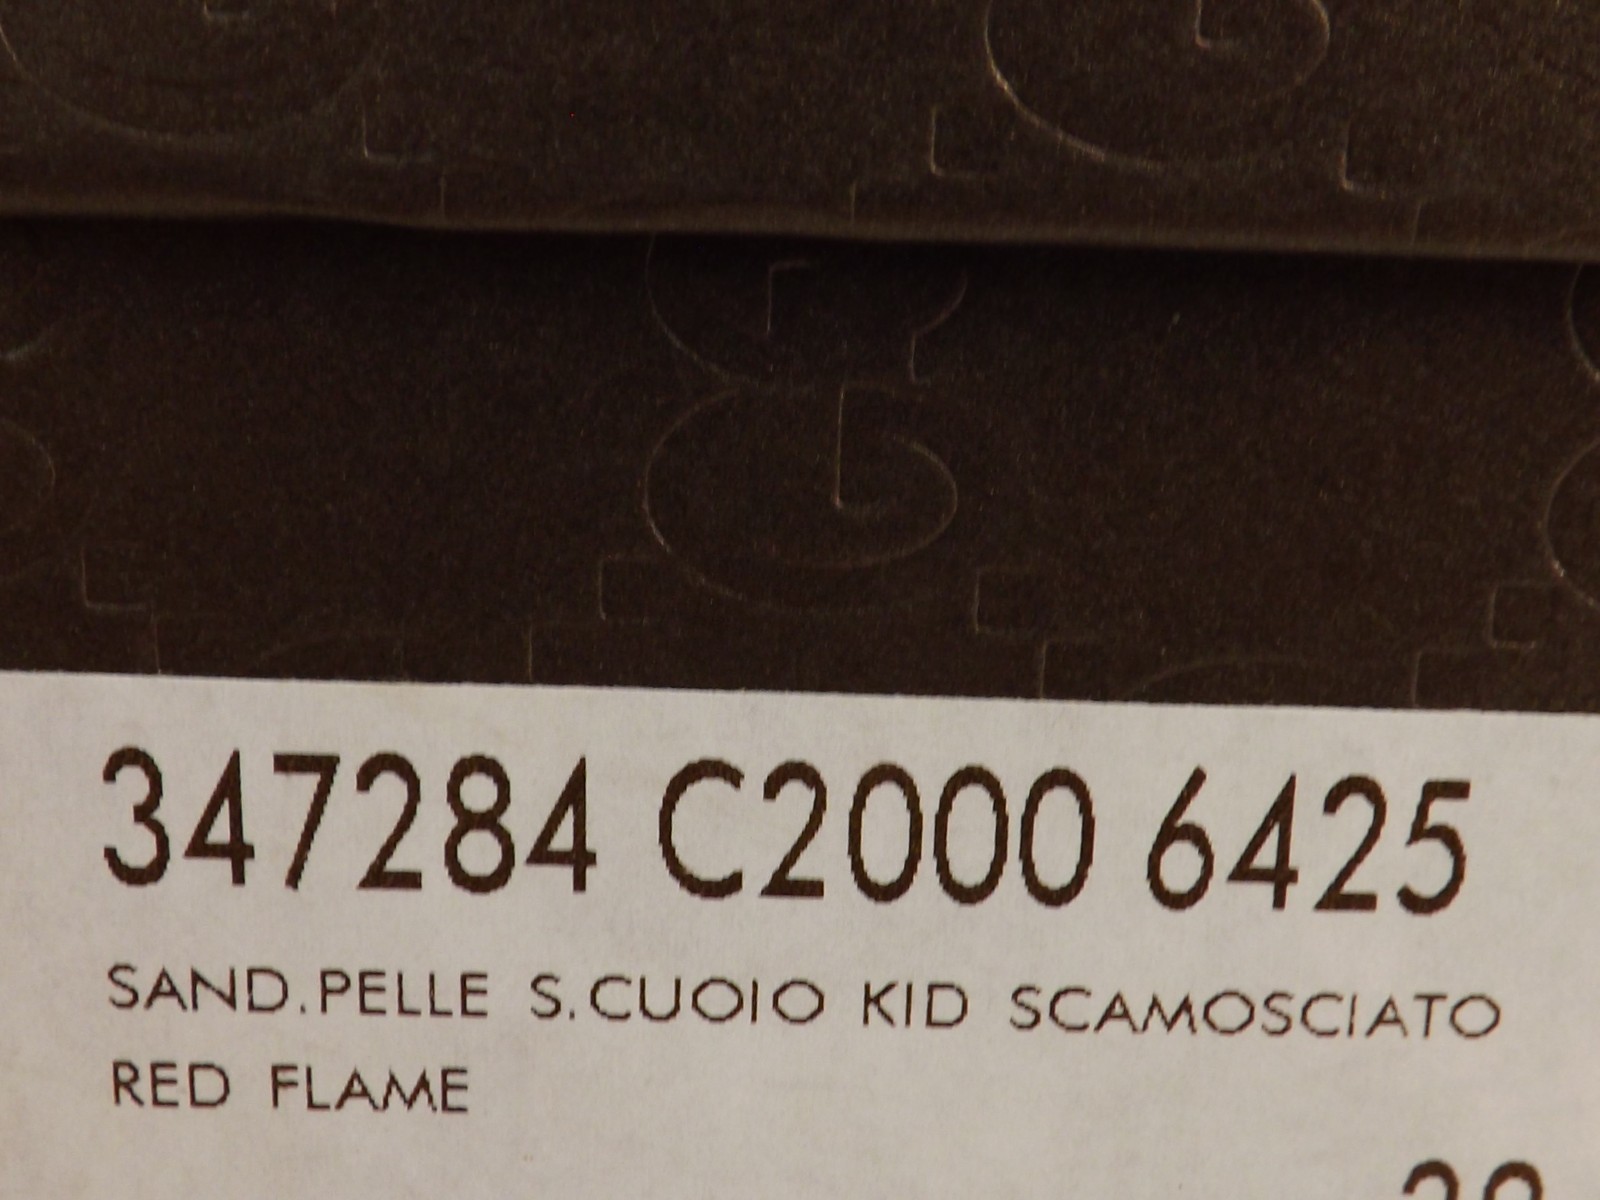 347284 C2000 6425
SAND.PELLE S.CUOIO KID SCAMOSCIATO
RED FLAME